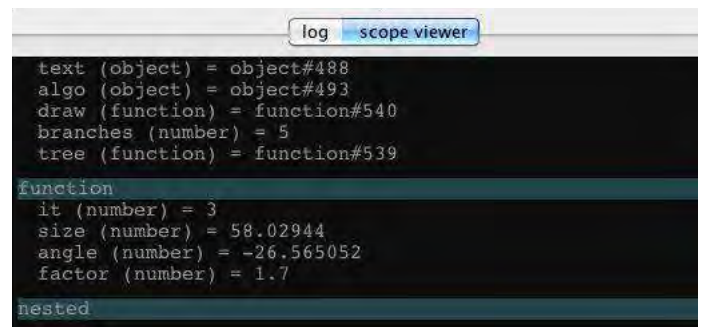 log scope viewer
text (object) = object#488
algo (object) = object#493
draw (function) = function#540
branches (number) = 5
tree (function) = function#539
function
it (number) = 3
size (number) = 58.02944
angle (number) = -26.565052
factor (number) = 1.7
nested